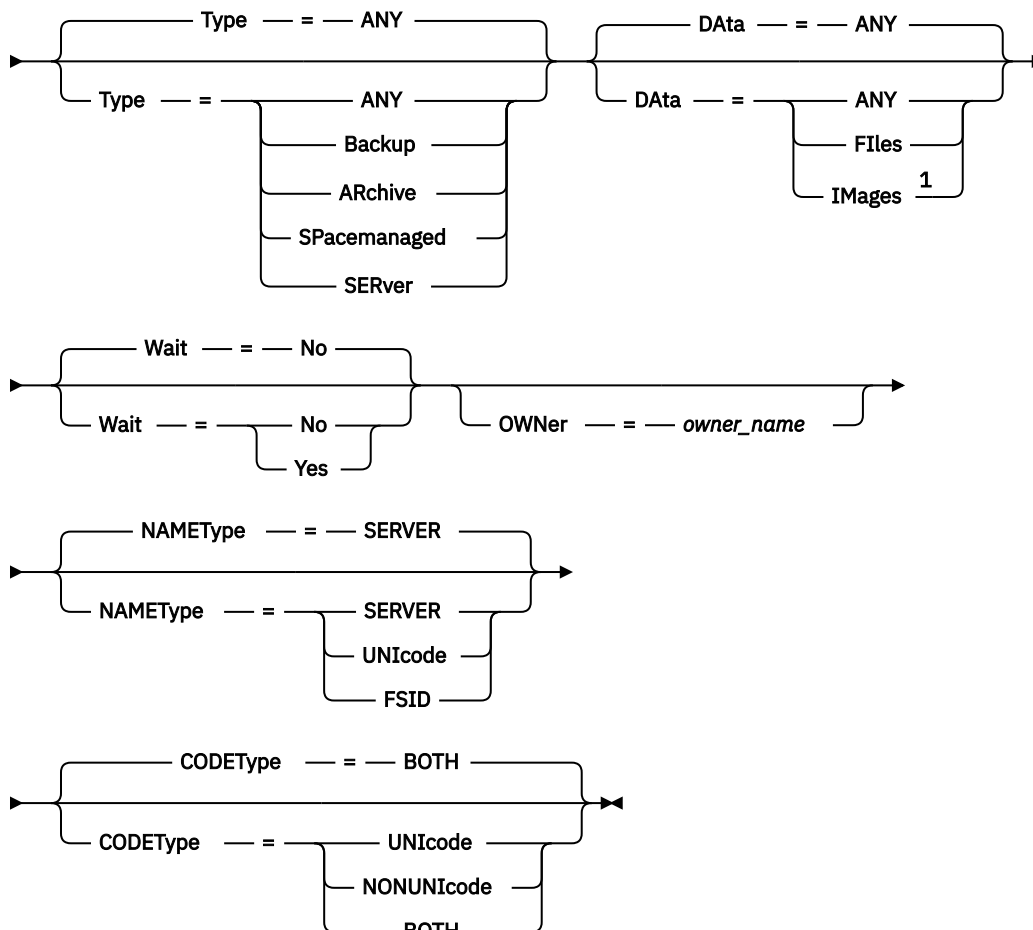 Type = ANY DAta = ANY
Type = ANY DAta = ANY
Backup FIles
ARchive IMages 1
SPacemanaged
SERver
Wait = No
Wait = No OWNer = owner_name
Yes
NAMEType = SERVER
NAMEType = SERVER
UNIcode
FSID
CODEType = BOTH
CODEType = UNIcode
NONUNIcode
BOTH